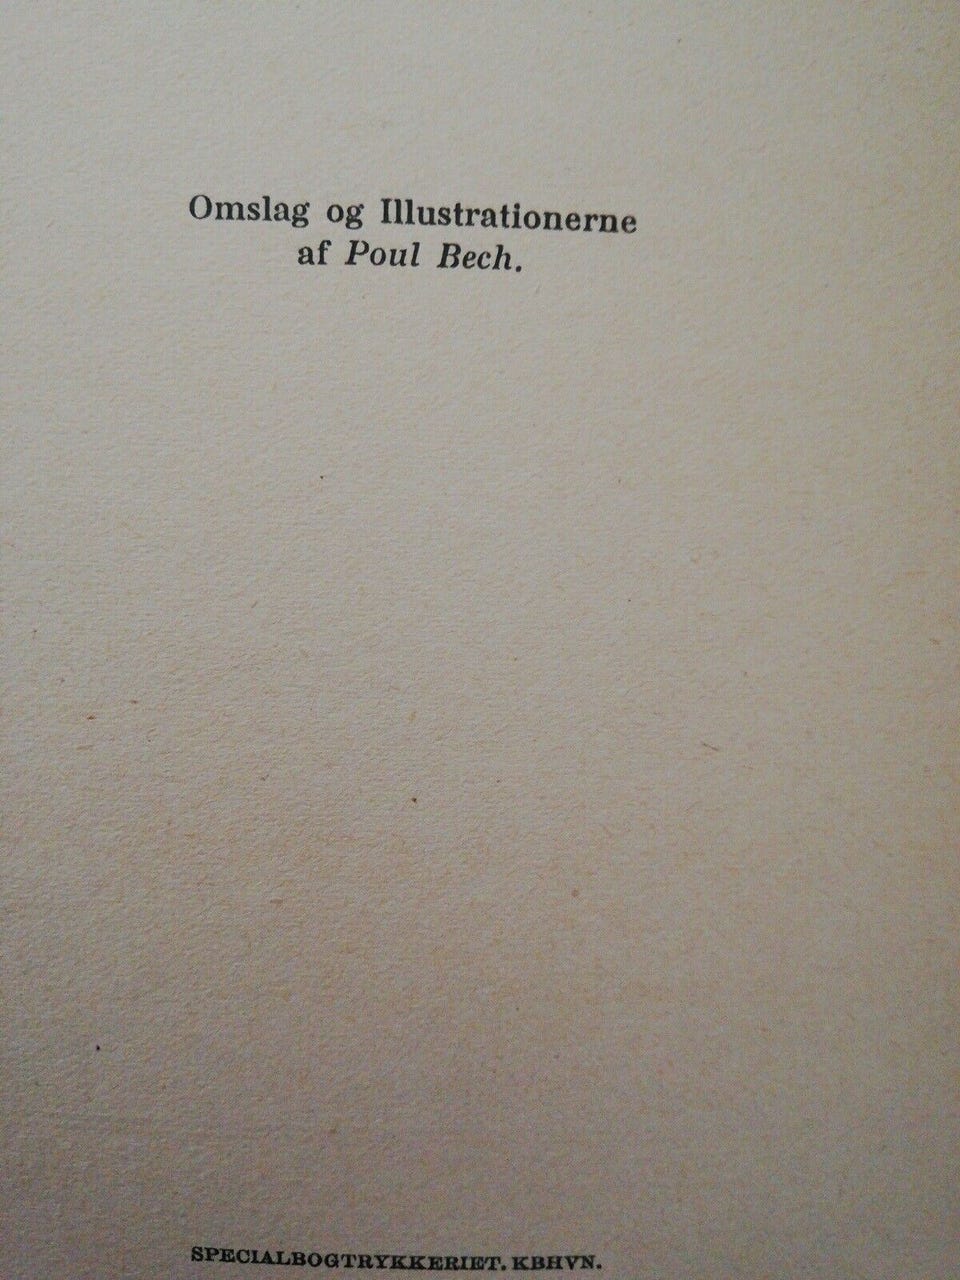 Omslag og Illustrationerne
af Poul Bech.
SPECIALBOGTRYKKERIET. KBHVN.